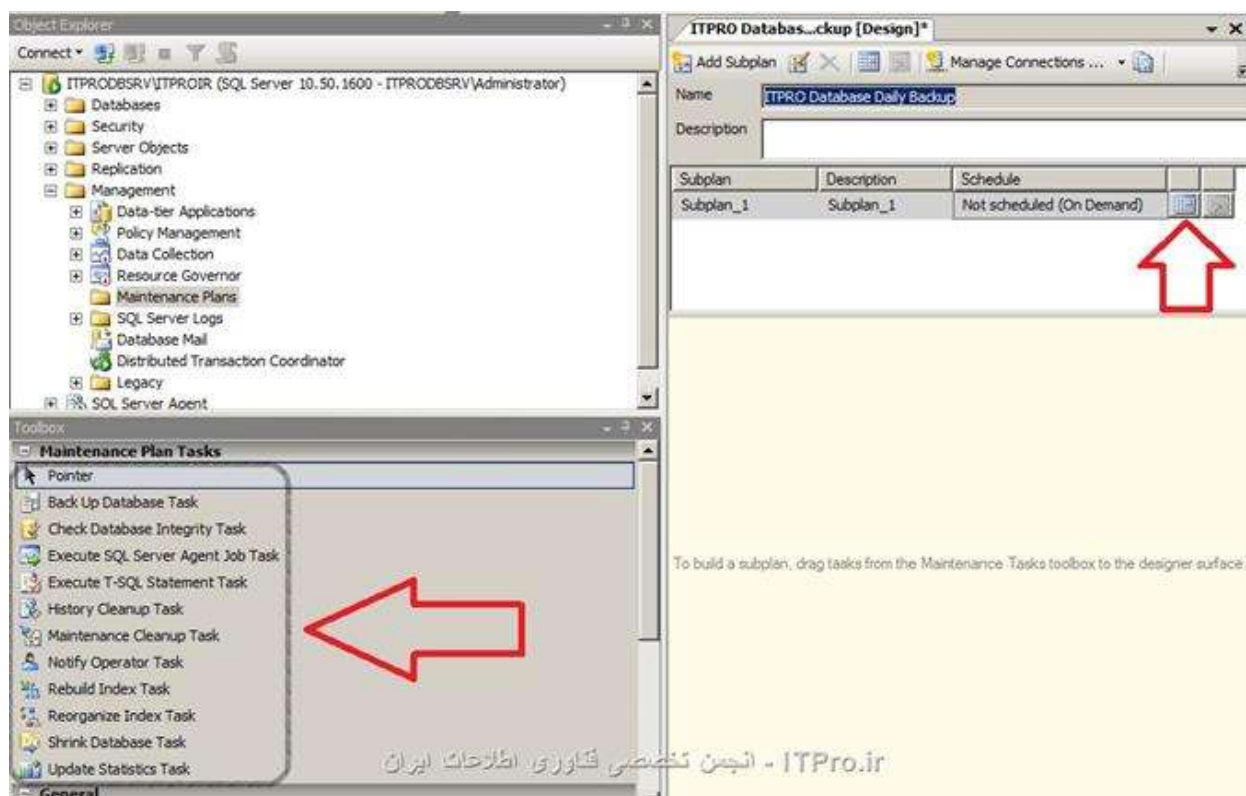 Object Explorer
Connect
ITPRODBSRV\ITPROIR (SQL Server 10.50.1600 - ITPRODBSRV\Administrator)
Databases
Security
Server Objects
Replication
Management
Data-tier Applications
Policy Management
Data Collection
Resource Governor
Maintenance Plans
SQL Server Logs
Database Mail
Distributed Transaction Coordinator
Legacy
SQL Server Agent
Toolbox
Maintenance Plan Tasks
Pointer
Back Up Database Task
Check Database Integrity Task
Execute SQL Server Agent Job Task
Execute T-SQL Statement Task
History Cleanup Task
Maintenance Cleanup Task
Notify Operator Task
Rebuild Index Task
Reorganize Index Task
Shrink Database Task
Update Statistics Task
General
ITPRO Databas...ckup [Design]*
Add Subplan Manage Connections ...
Name ITPRO Database Daily Backup
Description
Subplan Description Schedule
Subplan_1 Subplan_1 Not scheduled (On Demand)
To build a subplan, drag tasks from the Maintenance Tasks toolbox to the designer surface
ITPro.ir - انجمن تخصصی فناوری اطلاعات ایران